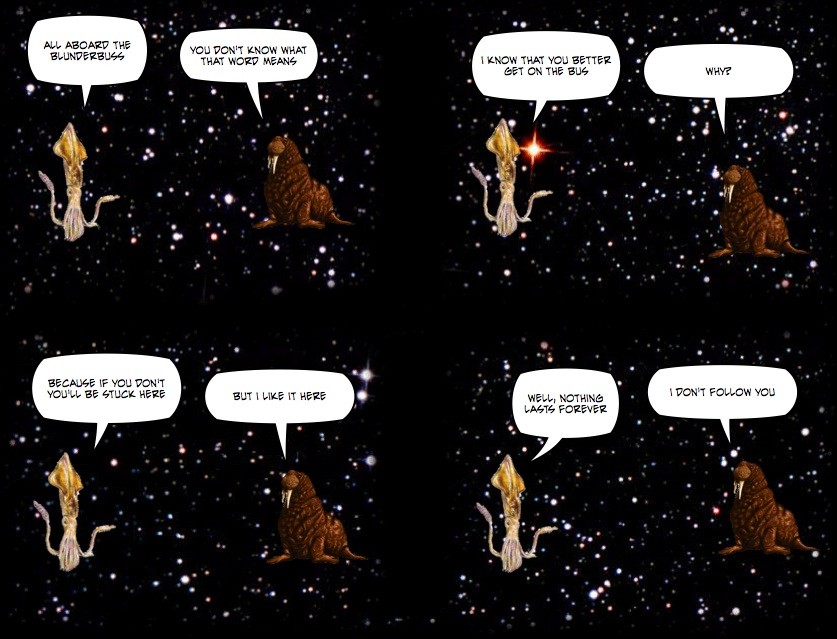 ALL ABOARD THE
BLUNDERBUSS
YOU DON'T KNOW WHAT
THAT WORD MEANS
I KNOW THAT YOU BETTER
GET ON THE BUS
WHY?
BECAUSE IF YOU DON'T
YOU'LL BE STUCK HERE
BUT I LIKE IT HERE
WELL, NOTHING
LASTS FOREVER
I DON'T FOLLOW YOU